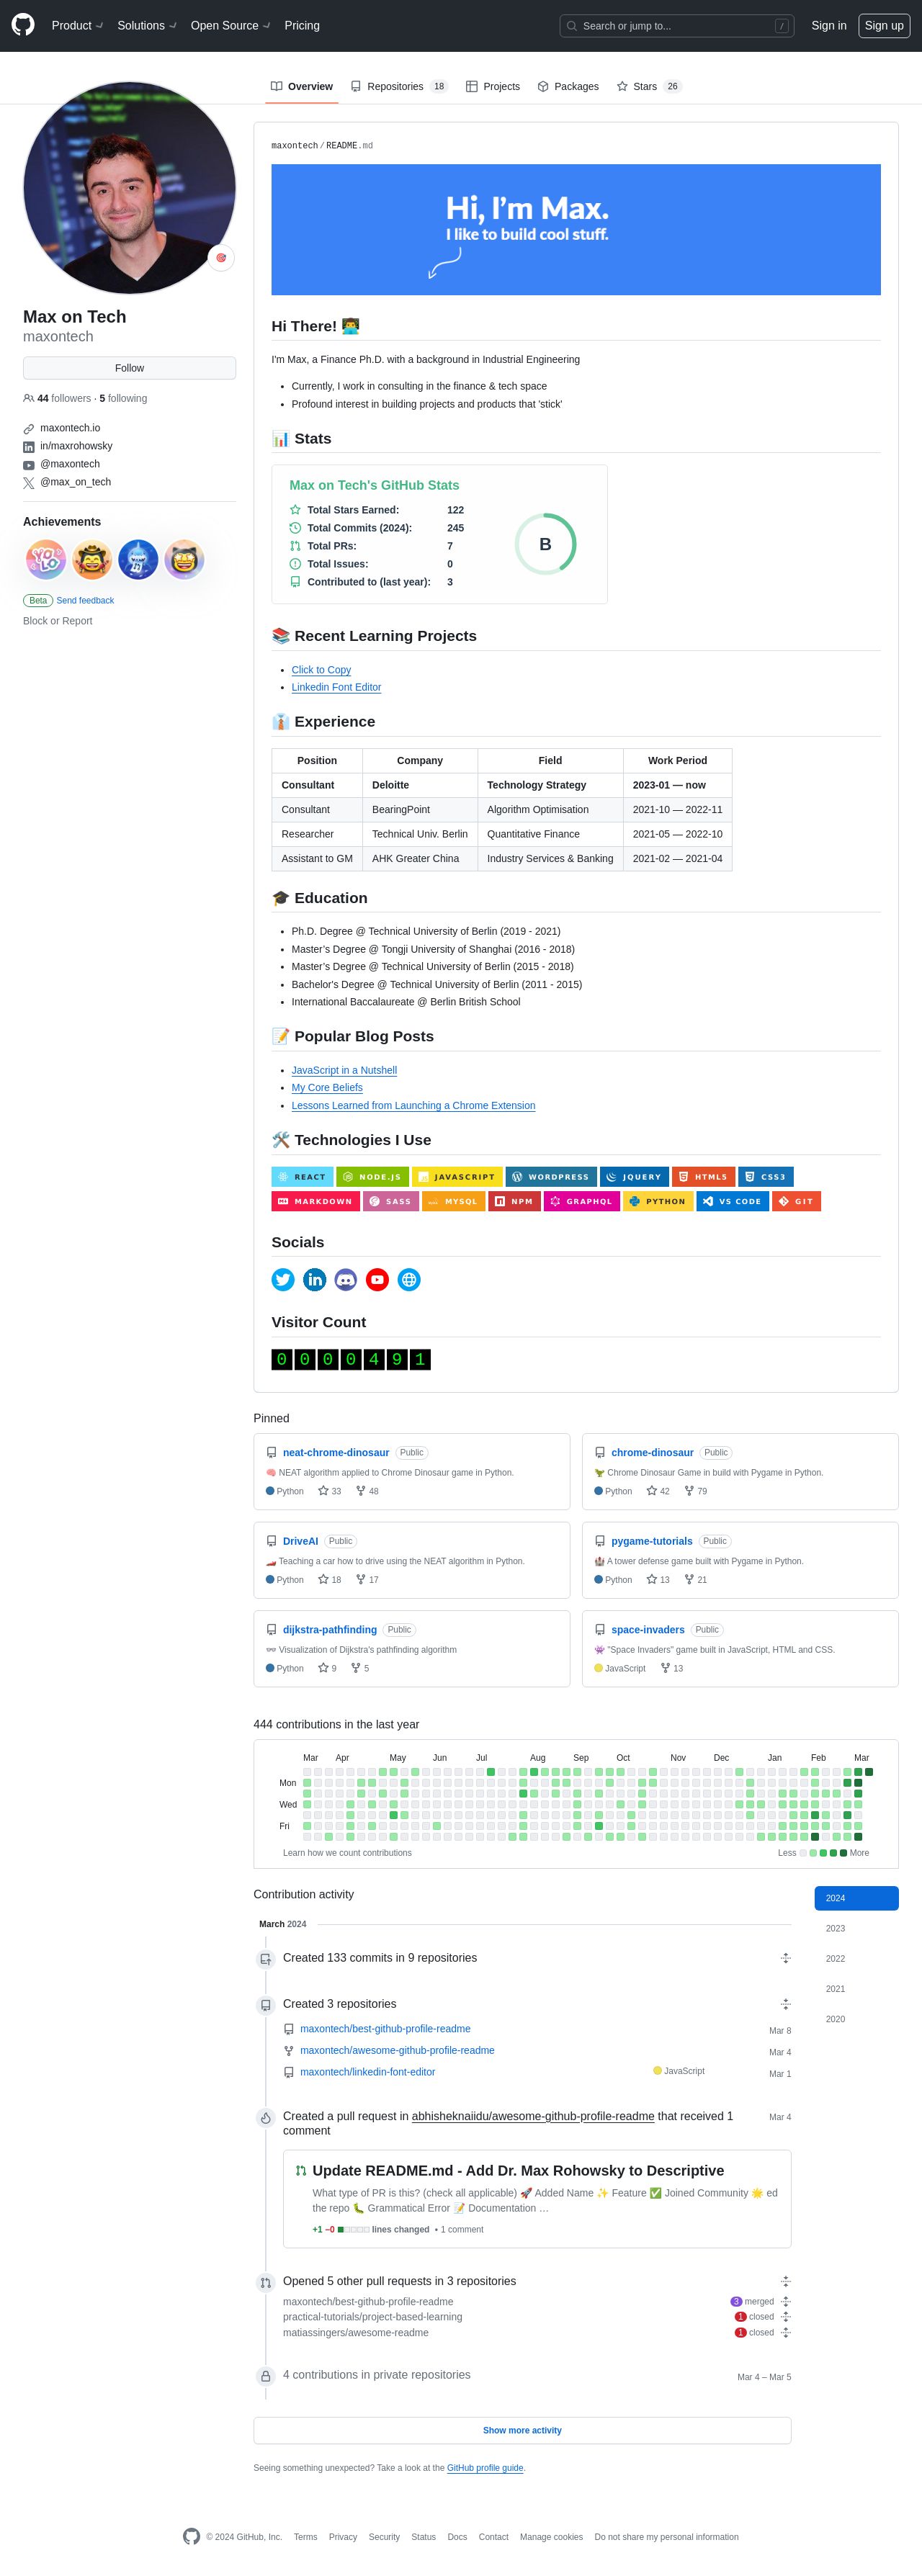 Product Solutions Open Source Pricing Search or jump to... / Sign in Sign up
Overview Repositories 18 Projects Packages Stars 26
Max on Tech
maxontech
Follow
44 followers · 5 following
maxontech.io
in/maxrohowsky
@maxontech
@max_on_tech
Achievements
Beta Send feedback
Block or Report
maxontech / README.md
Hi, I'm Max.
I like to build cool stuff.
Hi There! 👨‍💻
I'm Max, a Finance Ph.D. with a background in Industrial Engineering
• Currently, I work in consulting in the finance & tech space
• Profound interest in building projects and products that 'stick'
📊 Stats
Max on Tech's GitHub Stats
Total Stars Earned: 122
Total Commits (2024): 245
Total PRs: 7
Total Issues: 0
Contributed to (last year): 3
B
📚 Recent Learning Projects
• Click to Copy
• Linkedin Font Editor
👔 Experience
Position Company Field Work Period
Consultant Deloitte Technology Strategy 2023-01 — now
Consultant BearingPoint Algorithm Optimisation 2021-10 — 2022-11
Researcher Technical Univ. Berlin Quantitative Finance 2021-05 — 2022-10
Assistant to GM AHK Greater China Industry Services & Banking 2021-02 — 2021-04
🎓 Education
• Ph.D. Degree @ Technical University of Berlin (2019 - 2021)
• Master's Degree @ Tongji University of Shanghai (2016 - 2018)
• Master's Degree @ Technical University of Berlin (2015 - 2018)
• Bachelor's Degree @ Technical University of Berlin (2011 - 2015)
• International Baccalaureate @ Berlin British School
📝 Popular Blog Posts
• JavaScript in a Nutshell
• My Core Beliefs
• Lessons Learned from Launching a Chrome Extension
🛠️ Technologies I Use
REACT NODE.JS JAVASCRIPT WORDPRESS JQUERY HTML5 CSS3
MARKDOWN SASS MYSQL NPM GRAPHQL PYTHON VS CODE GIT
Socials
Visitor Count
0000491
Pinned
neat-chrome-dinosaur Public
🧠 NEAT algorithm applied to Chrome Dinosaur game in Python.
Python 33 48
chrome-dinosaur Public
🦖 Chrome Dinosaur Game in build with Pygame in Python.
Python 42 79
DriveAI Public
🏎️ Teaching a car how to drive using the NEAT algorithm in Python.
Python 18 17
pygame-tutorials Public
🏰 A tower defense game built with Pygame in Python.
Python 13 21
dijkstra-pathfinding Public
👓 Visualization of Dijkstra's pathfinding algorithm
Python 9 5
space-invaders Public
👾 "Space Invaders" game built in JavaScript, HTML and CSS.
JavaScript 13
444 contributions in the last year
Mar Apr May Jun Jul Aug Sep Oct Nov Dec Jan Feb Mar
Mon
Wed
Fri
Learn how we count contributions Less More
Contribution activity
2024
2023
2022
2021
2020
March 2024
Created 133 commits in 9 repositories
Created 3 repositories
maxontech/best-github-profile-readme Mar 8
maxontech/awesome-github-profile-readme Mar 4
maxontech/linkedin-font-editor JavaScript Mar 1
Created a pull request in abhisheknaiidu/awesome-github-profile-readme that received 1 Mar 4
comment
Update README.md - Add Dr. Max Rohowsky to Descriptive
What type of PR is this? (check all applicable) 🚀 Added Name ✨ Feature ✅ Joined Community 🌟 ed
the repo 🐛 Grammatical Error 📝 Documentation …
+1 −0 lines changed • 1 comment
Opened 5 other pull requests in 3 repositories
maxontech/best-github-profile-readme 3 merged
practical-tutorials/project-based-learning 1 closed
matiassingers/awesome-readme 1 closed
4 contributions in private repositories Mar 4 – Mar 5
Show more activity
Seeing something unexpected? Take a look at the GitHub profile guide.
© 2024 GitHub, Inc. Terms Privacy Security Status Docs Contact Manage cookies Do not share my personal information